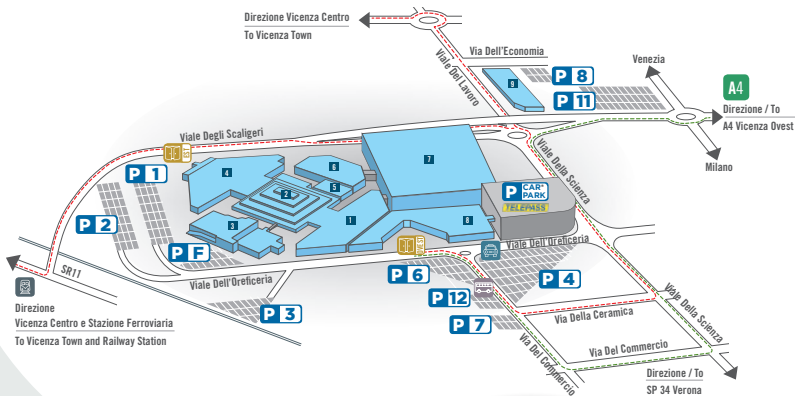 Direzione Vicenza Centro
To Vicenza Town
Via Dell'Economia
Viale Del Lavoro
9
P 8
P 11
Venezia
A4
Direzione / To
A4 Vicenza Ovest
Milano
Viale Degli Scaligeri
EST
Viale Della Scienza
P 1
P 2
P F
4
6
5
2
3
1
7
8
P CAR* PARK
TELEPASS
OVEST
Viale Dell'Oreficeria
Viale Dell'Oreficeria
SR11
P 3
P 6
P 12
P 7
P 4
Via Della Ceramica
Viale Della Scienza
Via Del Commercio
Via Del Commercio
Direzione
Vicenza Centro e Stazione Ferroviaria
To Vicenza Town and Railway Station
Direzione / To
SP 34 Verona